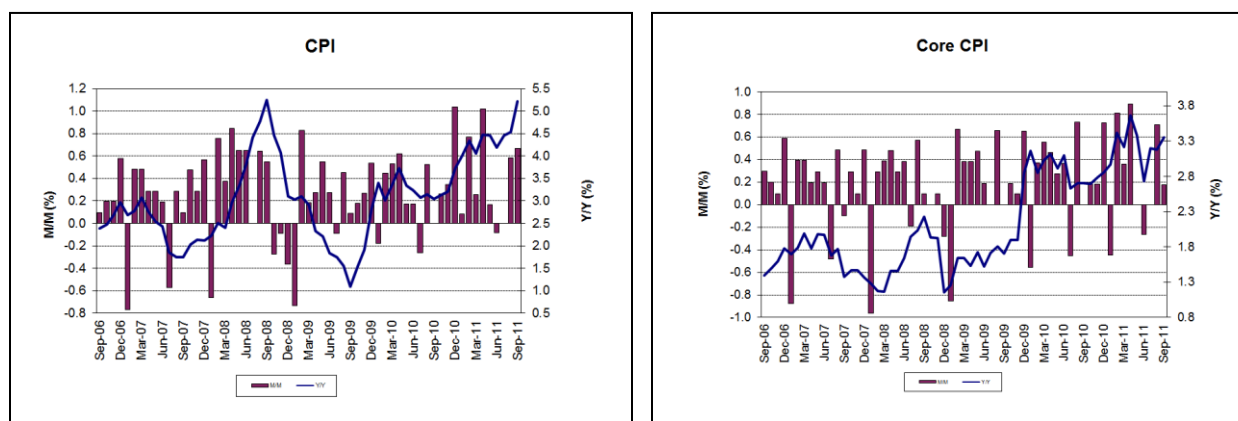 CPI
M/M (%)
1.2
1.0
0.8
0.6
0.4
0.2
0.0
-0.2
-0.4
-0.6
-0.8
5.5
5.0
4.5
4.0
3.5
3.0
2.5
2.0
1.5
1.0
0.5
Y/Y (%)
Sep-06
Dec-06
Mar-07
Jun-07
Sep-07
Dec-07
Mar-08
Jun-08
Sep-08
Dec-08
Mar-09
Jun-09
Sep-09
Dec-09
Mar-10
Jun-10
Sep-10
Dec-10
Mar-11
Jun-11
Sep-11
M/M
Y/Y
Core CPI
M/M (%)
1.0
0.8
0.6
0.4
0.2
0.0
-0.2
-0.4
-0.6
-0.8
-1.0
3.8
3.3
2.8
2.3
1.8
1.3
0.8
Y/Y (%)
Sep-06
Dec-06
Mar-07
Jun-07
Sep-07
Dec-07
Mar-08
Jun-08
Sep-08
Dec-08
Mar-09
Jun-09
Sep-09
Dec-09
Mar-10
Jun-10
Sep-10
Dec-10
Mar-11
Jun-11
Sep-11
M/M
Y/Y